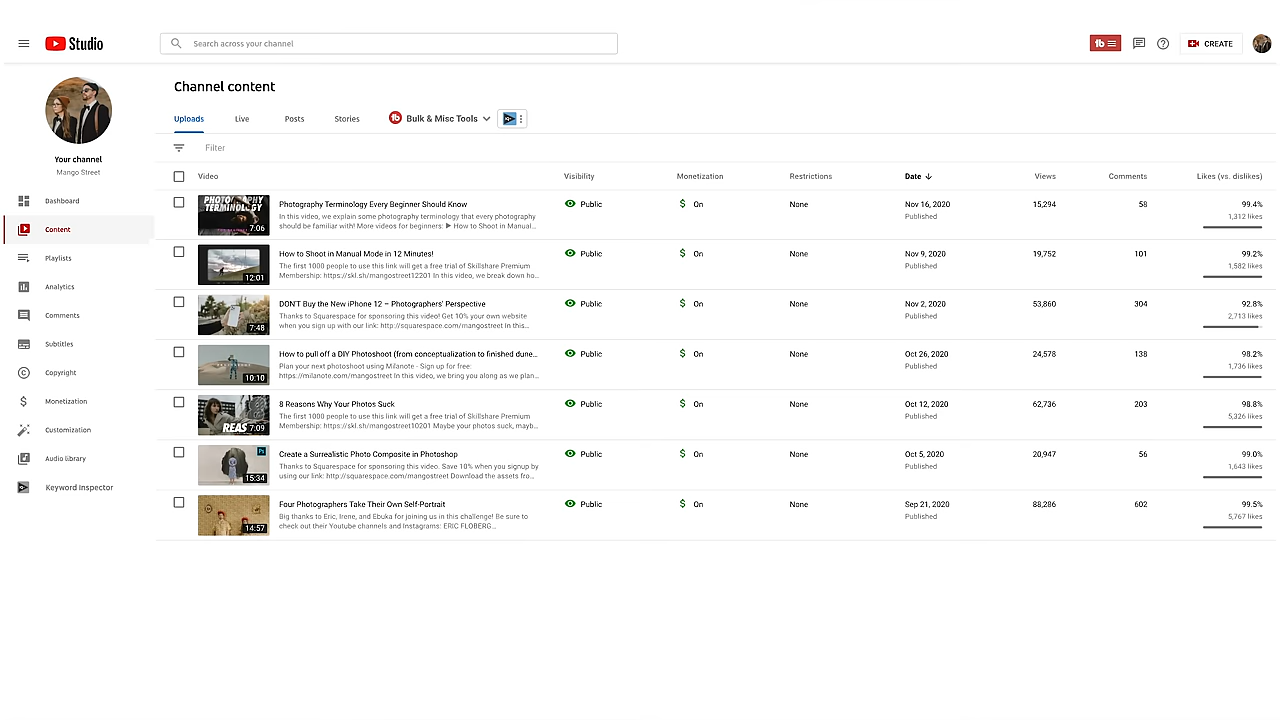 Studio
Search across your channel
CREATE
Channel content
Uploads Live Posts Stories Bulk & Misc Tools
Your channel
Mango Street
Dashboard
Content
Playlists
Analytics
Comments
Subtitles
Copyright
Monetization
Customization
Audio library
Keyword Inspector
Filter
Video Visibility Monetization Restrictions Date Views Comments Likes (vs. dislikes)
PHOTOGRAPHY
TERMINOLOGY
7:06
Photography Terminology Every Beginner Should Know Public On None Nov 16, 2020 15,294 58 99.4%
In this video, we explain some photography terminology that every photography Published 1,312 likes
should be familiar with! More videos for beginners: ▶ How to Shoot in Manual...
12:01
How to Shoot in Manual Mode in 12 Minutes! Public On None Nov 9, 2020 19,752 101 99.2%
The first 1000 people to use this link will get a free trial of Skillshare Premium Published 1,582 likes
Membership: https://skl.sh/mangostreet12201 In this video, we break down ho...
7:48
DON'T Buy the New iPhone 12 – Photographers' Perspective Public On None Nov 2, 2020 53,860 304 92.8%
Thanks to Squarespace for sponsoring this video! Get 10% your own website Published 2,713 likes
when you sign up with our link: http://squarespace.com/mangostreet In this...
10:10
How to pull off a DIY Photoshoot (from conceptualization to finished dune... Public On None Oct 26, 2020 24,578 138 98.2%
Plan your next photoshoot using Milanote - Sign up for free: Published 1,736 likes
https://milanote.com/mangostreet In this video, we bring you along as we plan...
REAS
7:09
8 Reasons Why Your Photos Suck Public On None Oct 12, 2020 62,736 203 98.8%
The first 1000 people to use this link will get a free trial of Skillshare Premium Published 5,326 likes
Membership: https://skl.sh/mangostreet10201 Maybe your photos suck, mayb...
Ps
15:34
Create a Surrealistic Photo Composite in Photoshop Public On None Oct 5, 2020 20,947 56 99.0%
Thanks to Squarespace for sponsoring this video. Save 10% when you signup by Published 1,643 likes
using our link: http://squarespace.com/mangostreet Download the assets fro...
14:57
Four Photographers Take Their Own Self-Portrait Public On None Sep 21, 2020 88,286 602 99.5%
Big thanks to Eric, Irene, and Ebuka for joining us in this challenge! Be sure to Published 5,767 likes
check out their Youtube channels and Instagrams: ERIC FLOBERG...